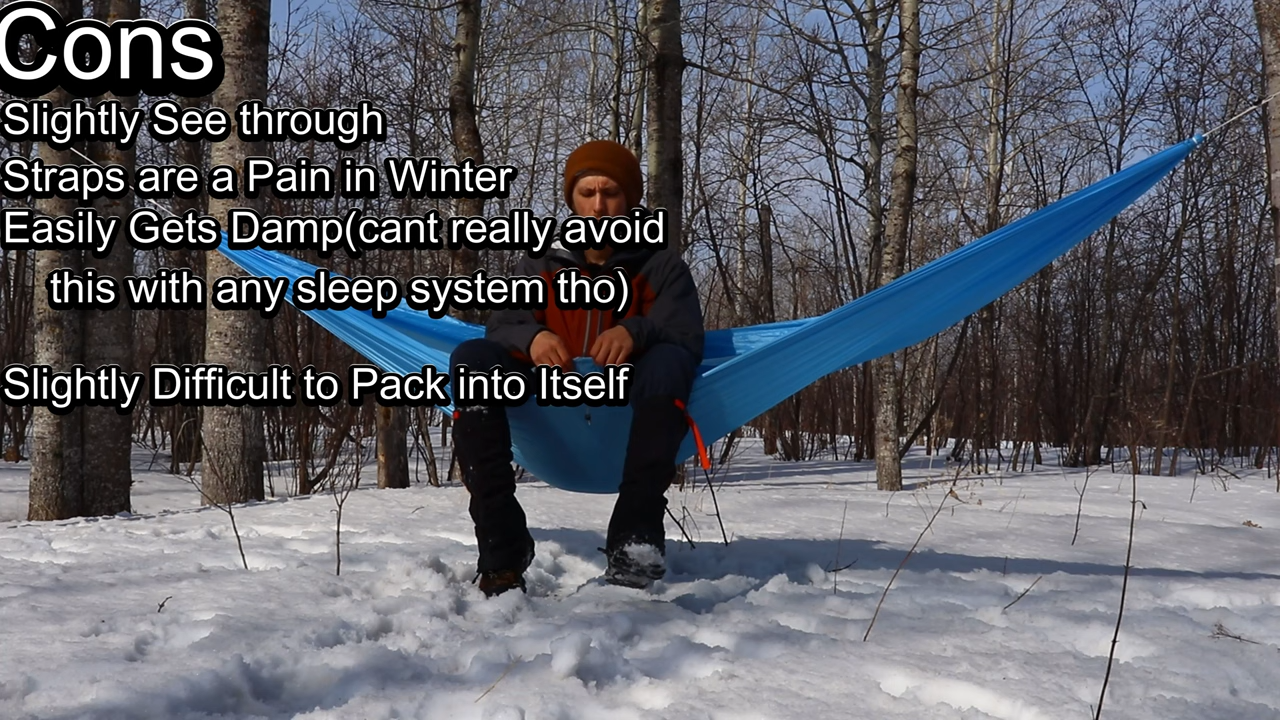 Cons
Slightly See through
Straps are a Pain in Winter
Easily Gets Damp(cant really avoid
this with any sleep system tho)
Slightly Difficult to Pack into Itself